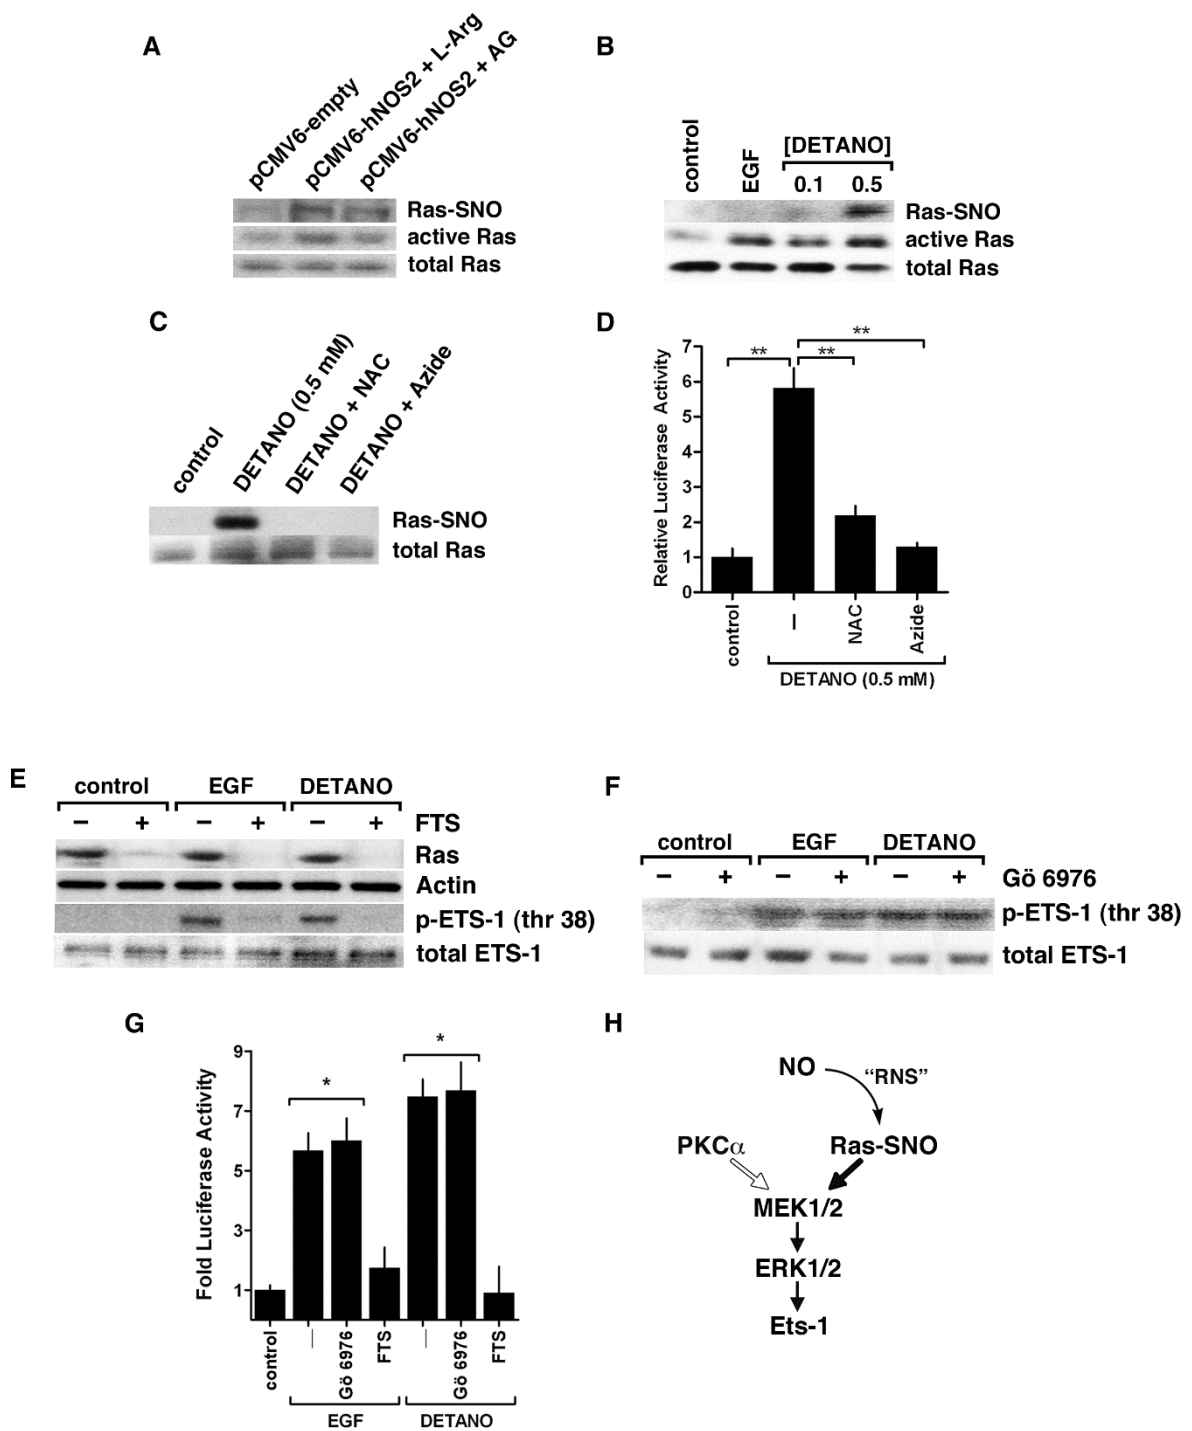 A
pCMV6-empty
pCMV6-hNOS2 + L-Arg
pCMV6-hNOS2 + AG
Ras-SNO
active Ras
total Ras
B
control
EGF
[DETANO]
0.1 0.5
Ras-SNO
active Ras
total Ras
C
control
DETANO (0.5 mM)
DETANO + NAC
DETANO + Azide
Ras-SNO
total Ras
D
Relative Luciferase Activity
7
6
5
4
3
2
1
0
** ** **
control
–
NAC
Azide
DETANO (0.5 mM)
E
control EGF DETANO
– + – + – + FTS
Ras
Actin
p-ETS-1 (thr 38)
total ETS-1
F
control EGF DETANO
– + – + – + Gö 6976
p-ETS-1 (thr 38)
total ETS-1
G
Fold Luciferase Activity
9
7
5
3
1
* *
control
–
Gö 6976
FTS
–
Gö 6976
FTS
EGF DETANO
H
NO
“RNS”
PKCα Ras-SNO
MEK1/2
ERK1/2
Ets-1